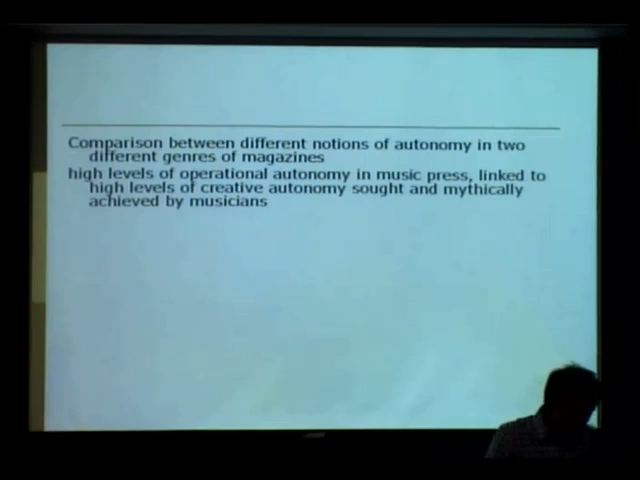 Comparison between different notions of autonomy in two
different genres of magazines
high levels of operational autonomy in music press, linked to
high levels of creative autonomy sought and mythically
achieved by musicians